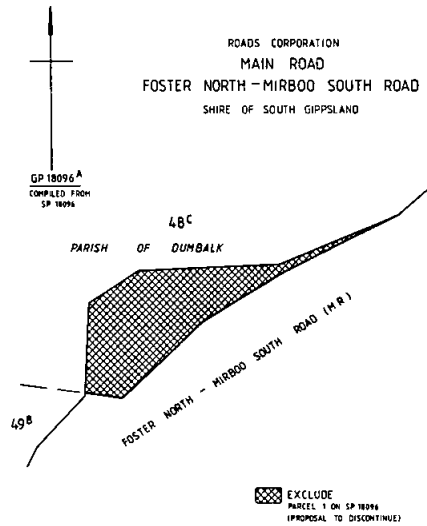 ROADS CORPORATION
MAIN ROAD
FOSTER NORTH - MIRBOO SOUTH ROAD
SHIRE OF SOUTH GIPPSLAND
GP 18096 A
COMPILED FROM
SP 18096
48C
PARISH OF DUMBALK
FOSTER NORTH - MIRBOO SOUTH ROAD (M.R.)
49B
EXCLUDE
PARCEL 1 ON SP 18096
(PROPOSAL TO DISCONTINUE)